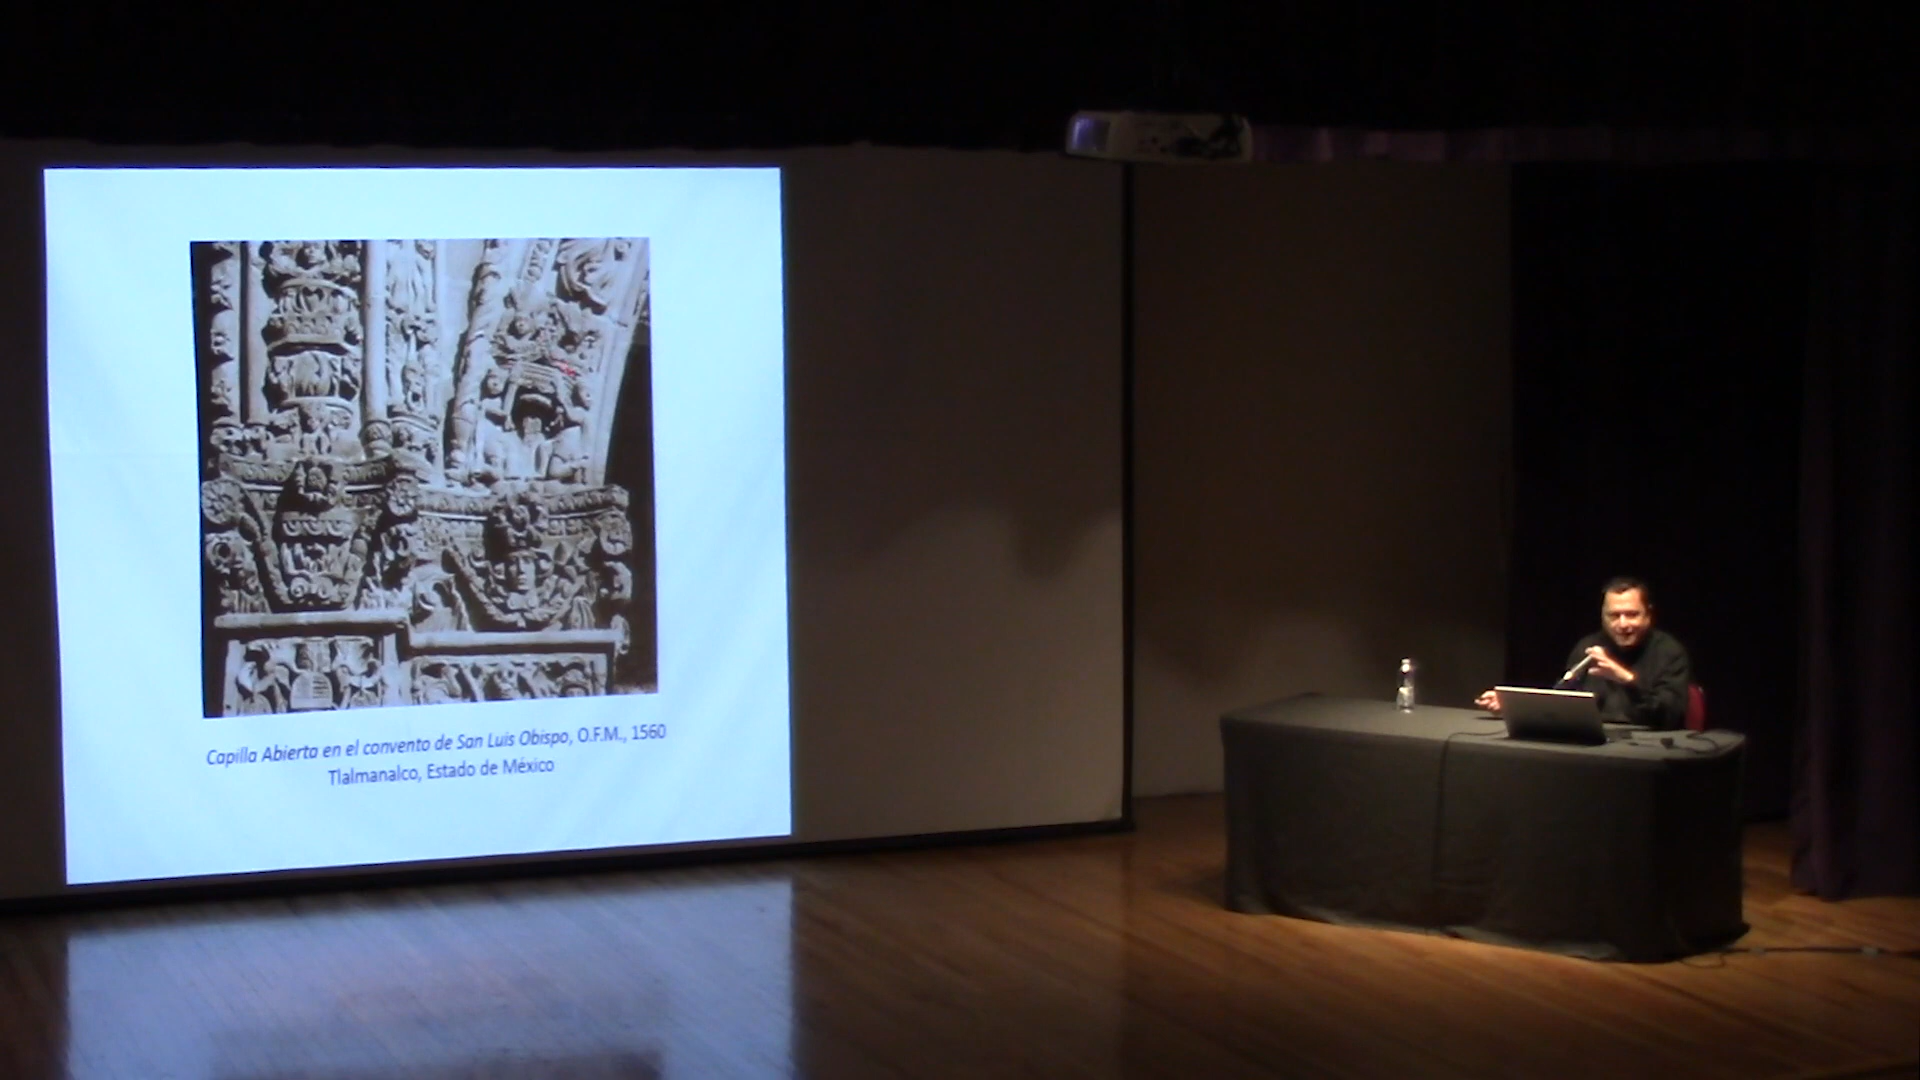 Capilla Abierta en el convento de San Luis Obispo, O.F.M., 1560
Tlalmanalco, Estado de México